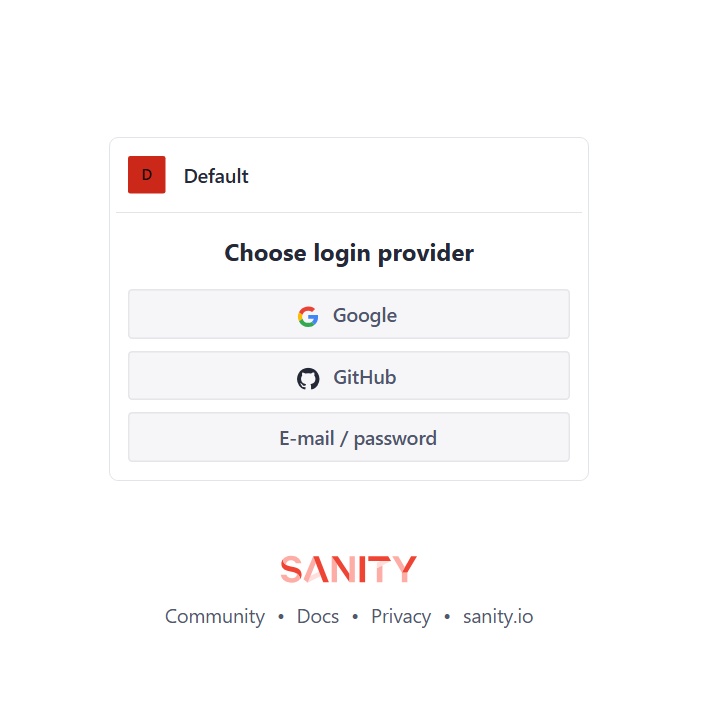 D Default
Choose login provider
Google
GitHub
E-mail / password
SANITY
Community • Docs • Privacy • sanity.io